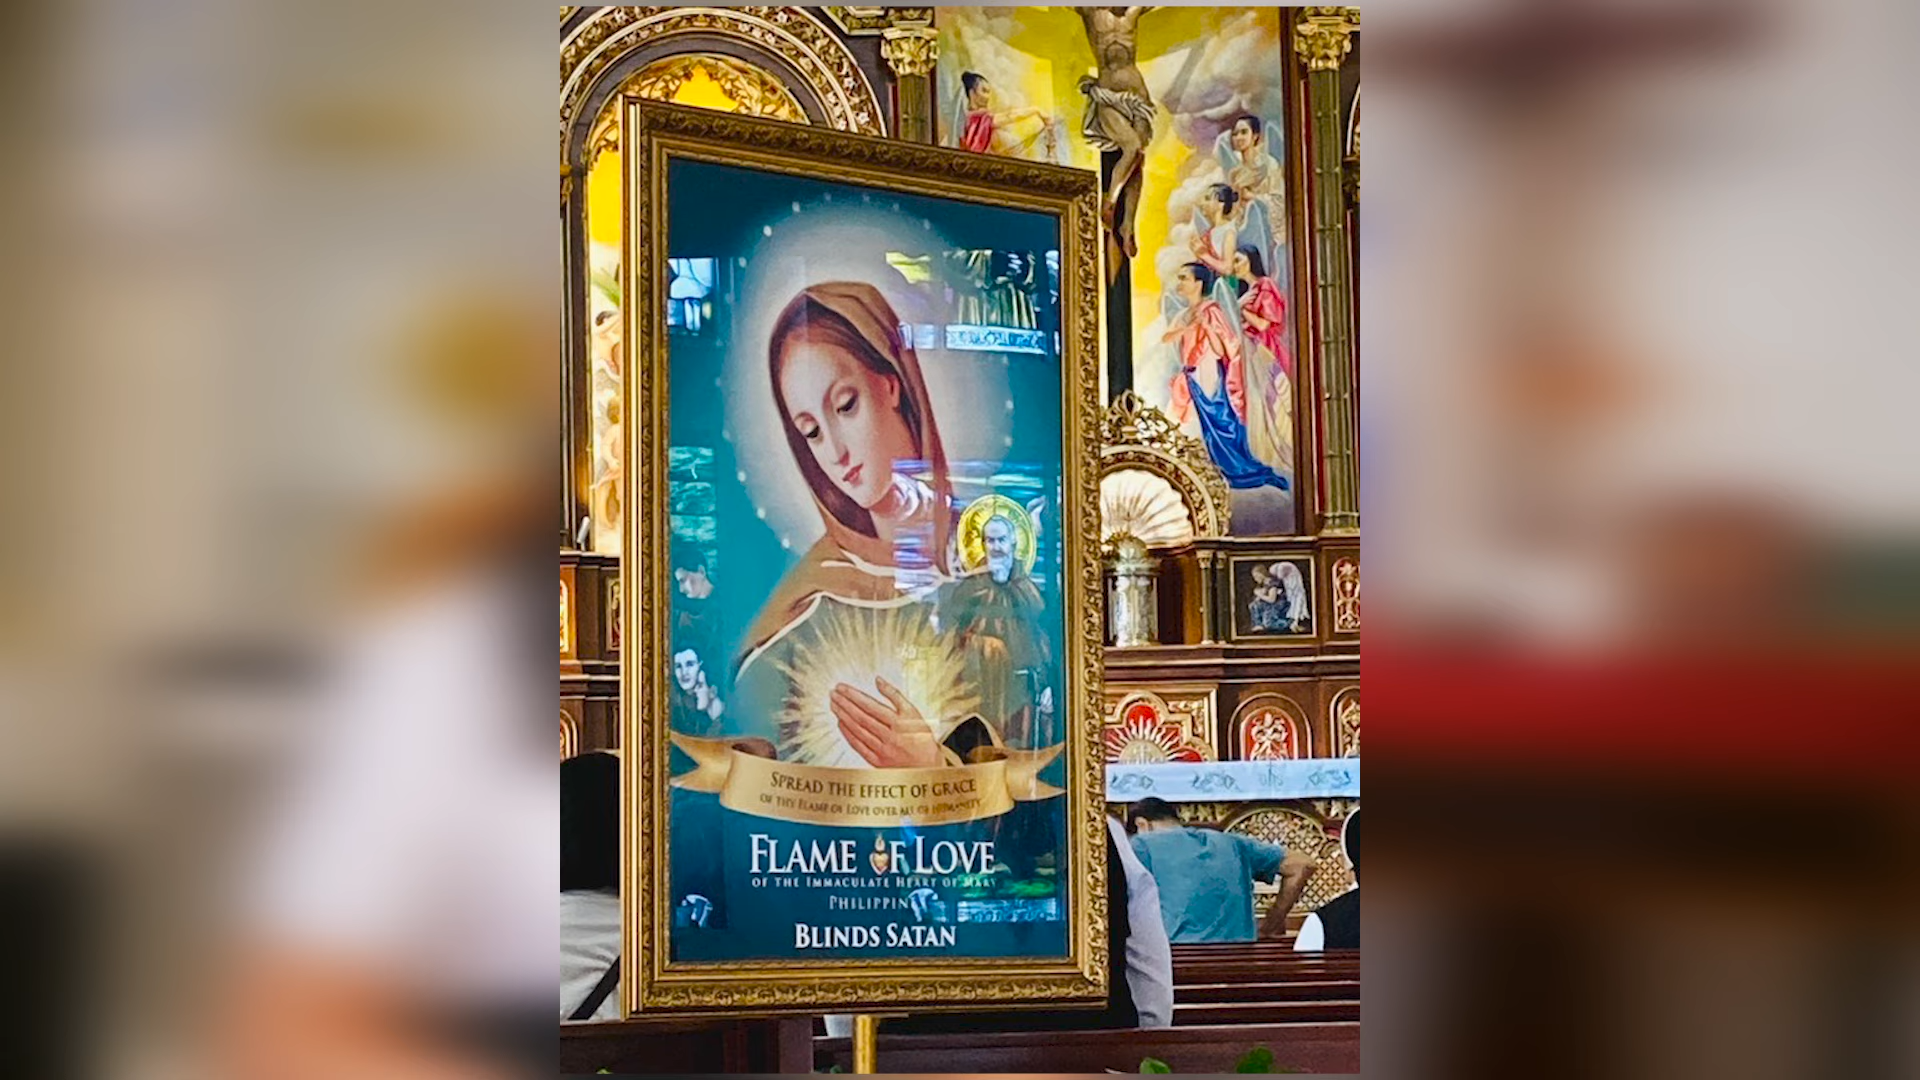 SPREAD THE EFFECT OF GRACE
OF THY FLAME OF LOVE OVER ALL OF HUMANITY
FLAME OF LOVE
OF THE IMMACULATE HEART OF MARY
PHILIPPIN
BLINDS SATAN